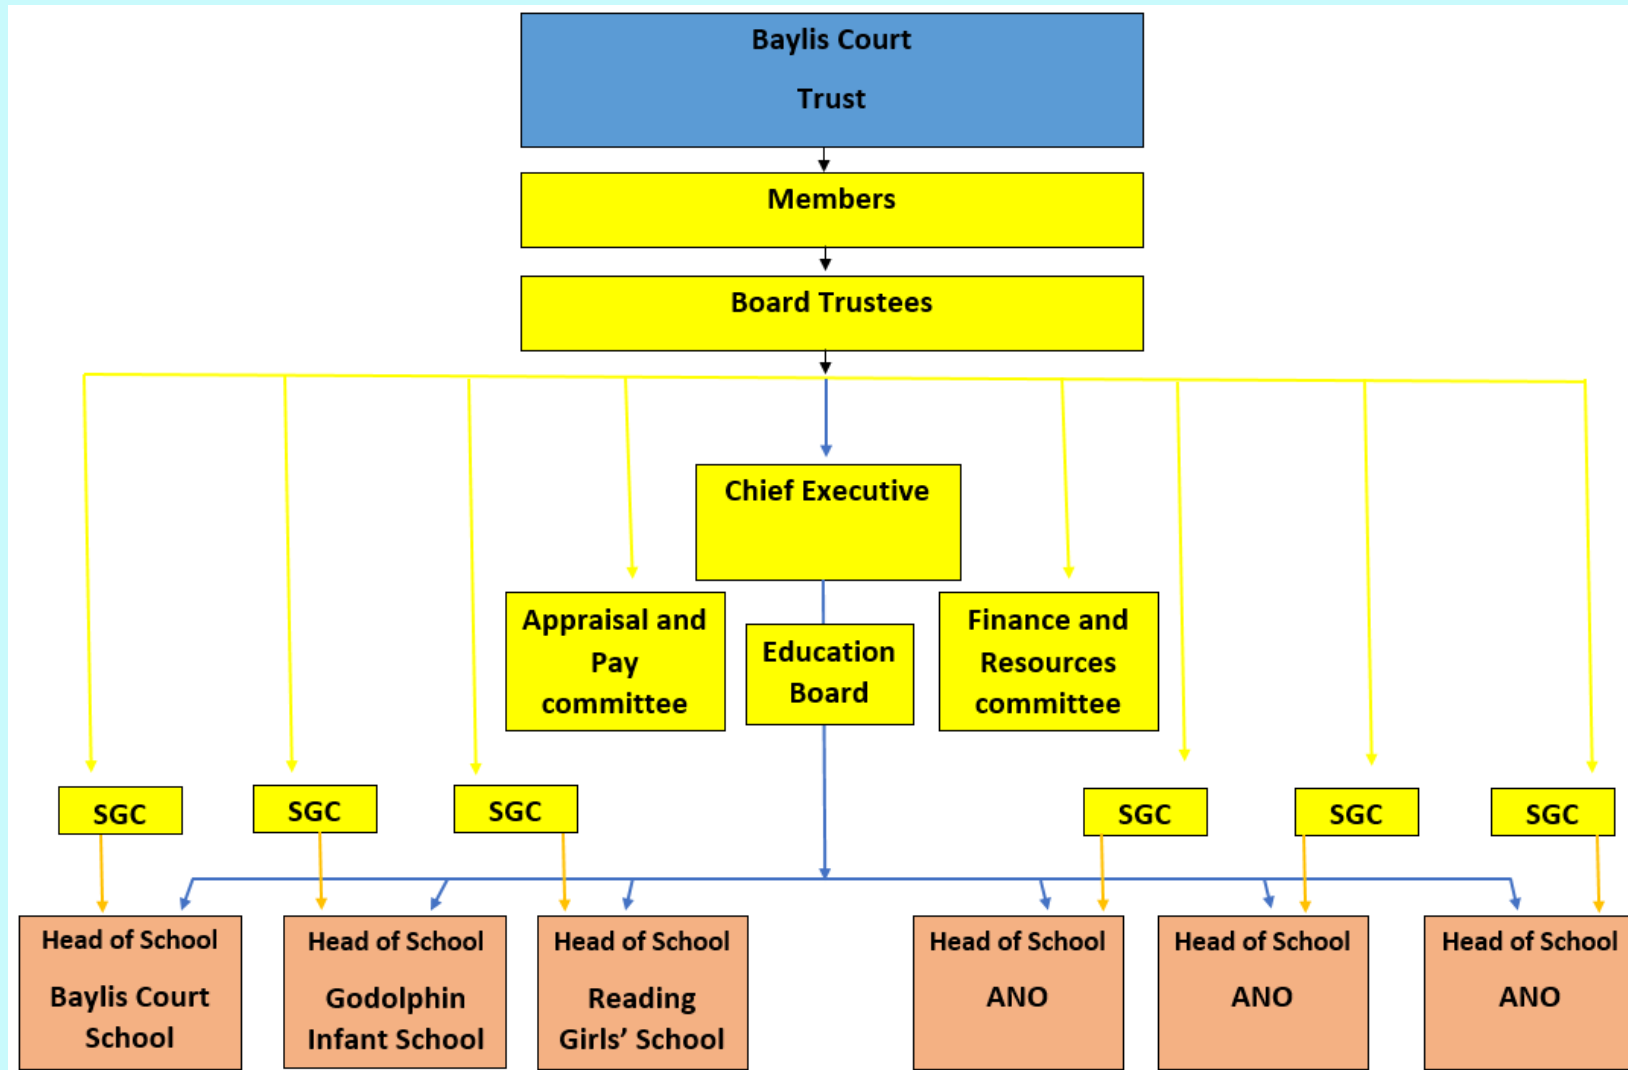 Baylis Court
Trust
Members
Board Trustees
Chief Executive
Appraisal and
Pay
committee
Education
Board
Finance and
Resources
committee
SGC
SGC
SGC
SGC
SGC
SGC
Head of School
Baylis Court
School
Head of School
Godolphin
Infant School
Head of School
Reading
Girls’ School
Head of School
ANO
Head of School
ANO
Head of School
ANO